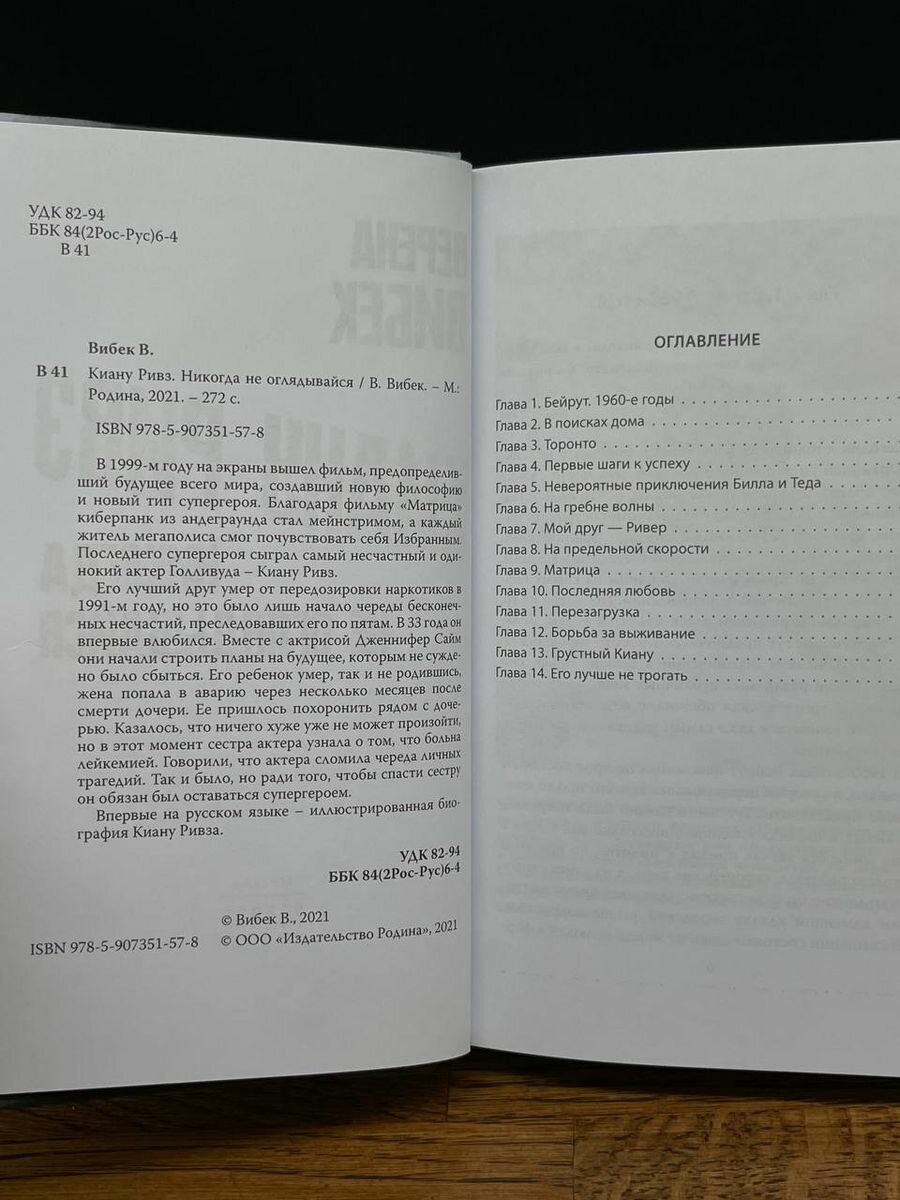 УДК 82-94
ББК 84(2Рос-Рус)6-4
В 41
Вибек В.
В 41 Киану Ривз. Никогда не оглядывайся / В. Вибек. – М.:
Родина, 2021. – 272 с.
ISBN 978-5-907351-57-8
В 1999-м году на экраны вышел фильм, предопределив-
ший будущее всего мира, создавший новую философию
и новый тип супергероя. Благодаря фильму «Матрица»
киберпанк из андеграунда стал мейнстримом, а каждый
житель мегаполиса смог почувствовать себя Избранным.
Последнего супергероя сыграл самый несчастный и оди-
нокий актер Голливуда – Киану Ривз.
Его лучший друг умер от передозировки наркотиков в
1991-м году, но это было лишь начало череды бесконеч-
ных несчастий, преследовавших его по пятам. В 33 года он
впервые влюбился. Вместе с актрисой Дженнифер Сайм
они начали строить планы на будущее, которым не сужде-
но было сбыться. Его ребенок умер, так и не родившись,
жена попала в аварию через несколько месяцев после
смерти дочери. Ее пришлось похоронить рядом с доче-
рью. Казалось, что ничего хуже уже не может произойти,
но в этот момент сестра актера узнала о том, что больна
лейкемией. Говорили, что актера сломила череда личных
трагедий. Так и было, но ради того, чтобы спасти сестру
он обязан был оставаться супергероем.
Впервые на русском языке – иллюстрированная био-
графия Киану Ривза.
УДК 82-94
ББК 84(2Рос-Рус)6-4
© Вибек В., 2021
ISBN 978-5-907351-57-8 © ООО «Издательство Родина», 2021
ОГЛАВЛЕНИЕ
Глава 1. Бейрут. 1960-е годы
Глава 2. В поисках дома
Глава 3. Торонто
Глава 4. Первые шаги к успеху
Глава 5. Невероятные приключения Билла и Теда
Глава 6. На гребне волны
Глава 7. Мой друг — Ривер
Глава 8. На предельной скорости
Глава 9. Матрица
Глава 10. Последняя любовь
Глава 11. Перезагрузка
Глава 12. Борьба за выживание
Глава 13. Грустный Киану
Глава 14. Его лучше не трогать